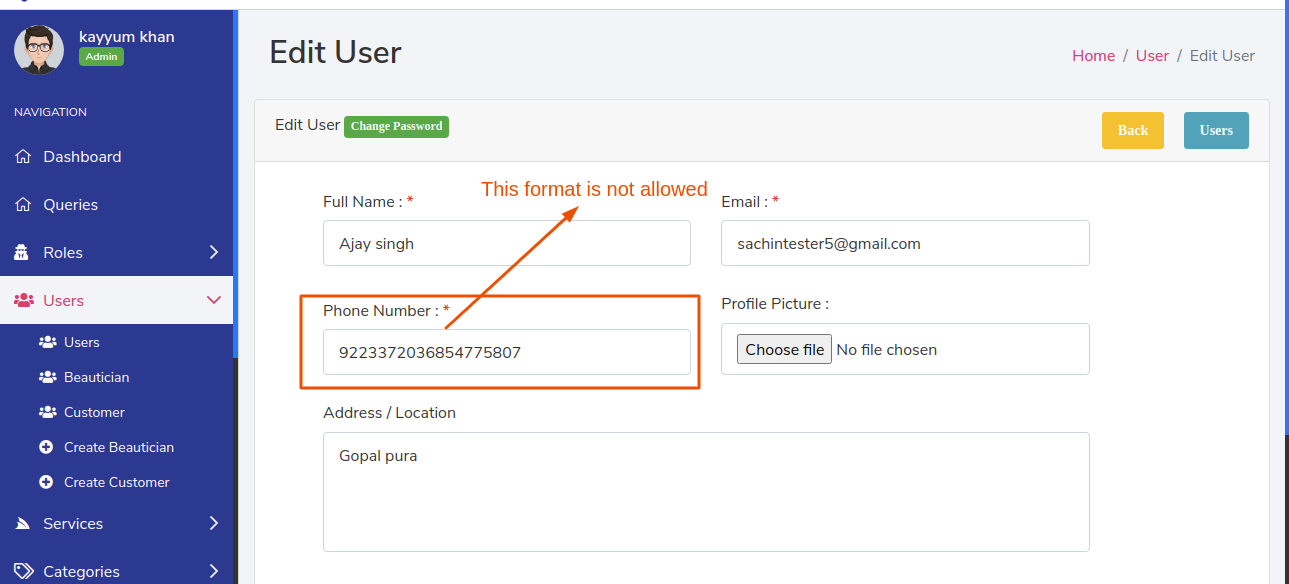 kayyum khan
Admin
NAVIGATION
Dashboard
Queries
Roles
Users
Users
Beautician
Customer
Create Beautician
Create Customer
Services
Categories
Edit User
Home / User / Edit User
Edit User Change Password
Back Users
This format is not allowed
Full Name : * Email : *
Ajay singh sachintester5@gmail.com
Phone Number : * Profile Picture :
9223372036854775807 Choose file No file chosen
Address / Location
Gopal pura